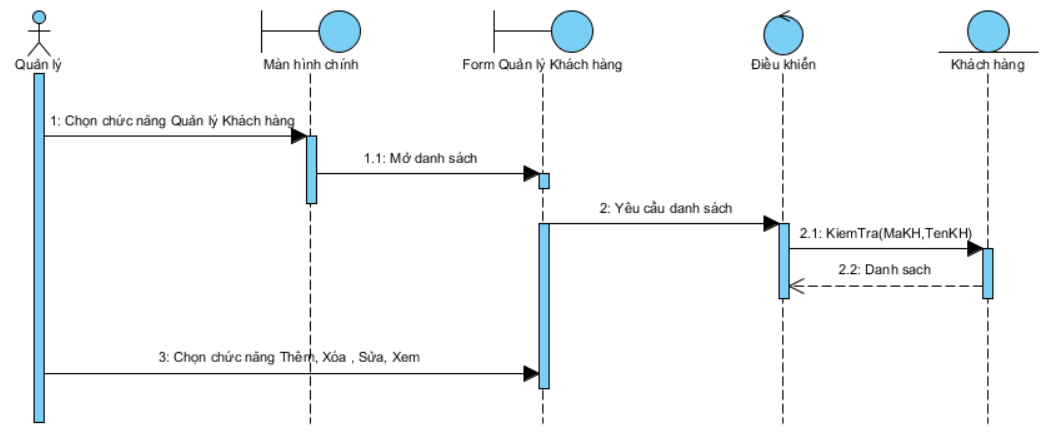 Quản lý
Màn hình chính
Form Quản lý Khách hàng
Điều khiển
Khách hàng
1: Chọn chức năng Quản lý Khách hàng
1.1: Mở danh sách
2: Yêu cầu danh sách
2.1: KiemTra(MaKH,TenKH)
2.2: Danh sach
3: Chọn chức năng Thêm, Xóa , Sửa, Xem